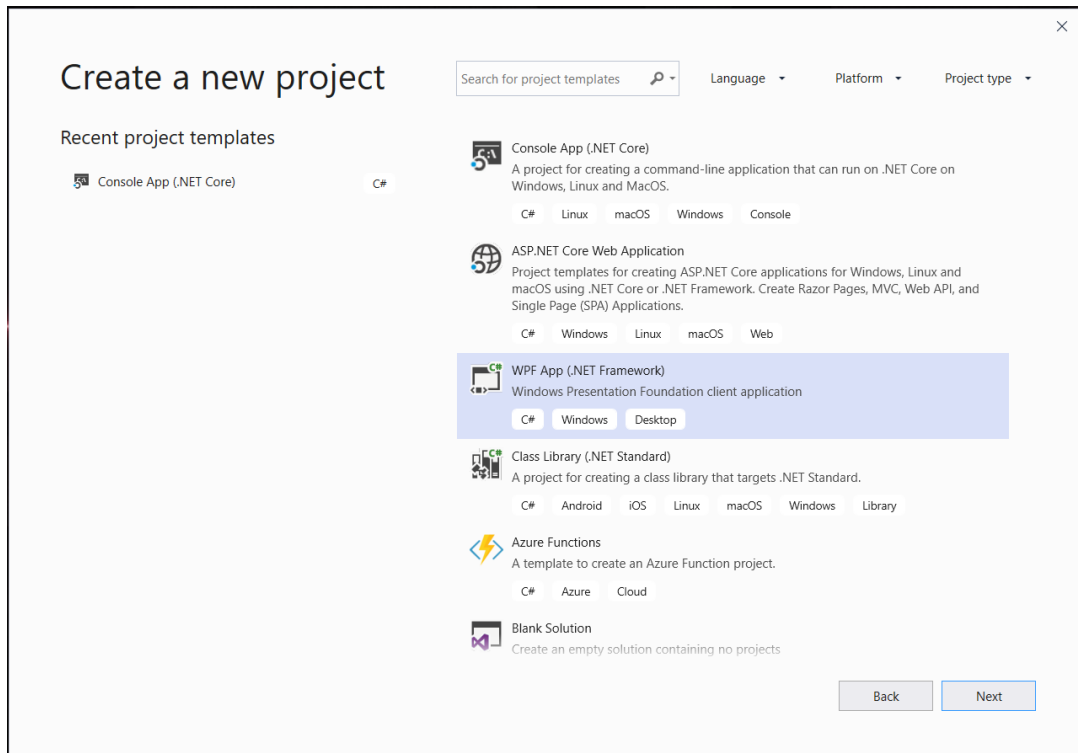 Create a new project
Search for project templates
Language
Platform
Project type
Recent project templates
Console App (.NET Core)
C#
Console App (.NET Core)
A project for creating a command-line application that can run on .NET Core on
Windows, Linux and MacOS.
C# Linux macOS Windows Console
ASP.NET Core Web Application
Project templates for creating ASP.NET Core applications for Windows, Linux and
macOS using .NET Core or .NET Framework. Create Razor Pages, MVC, Web API, and
Single Page (SPA) Applications.
C# Windows Linux macOS Web
WPF App (.NET Framework)
Windows Presentation Foundation client application
C# Windows Desktop
Class Library (.NET Standard)
A project for creating a class library that targets .NET Standard.
C# Android iOS Linux macOS Windows Library
Azure Functions
A template to create an Azure Function project.
C# Azure Cloud
Blank Solution
Create an empty solution containing no projects
Back
Next